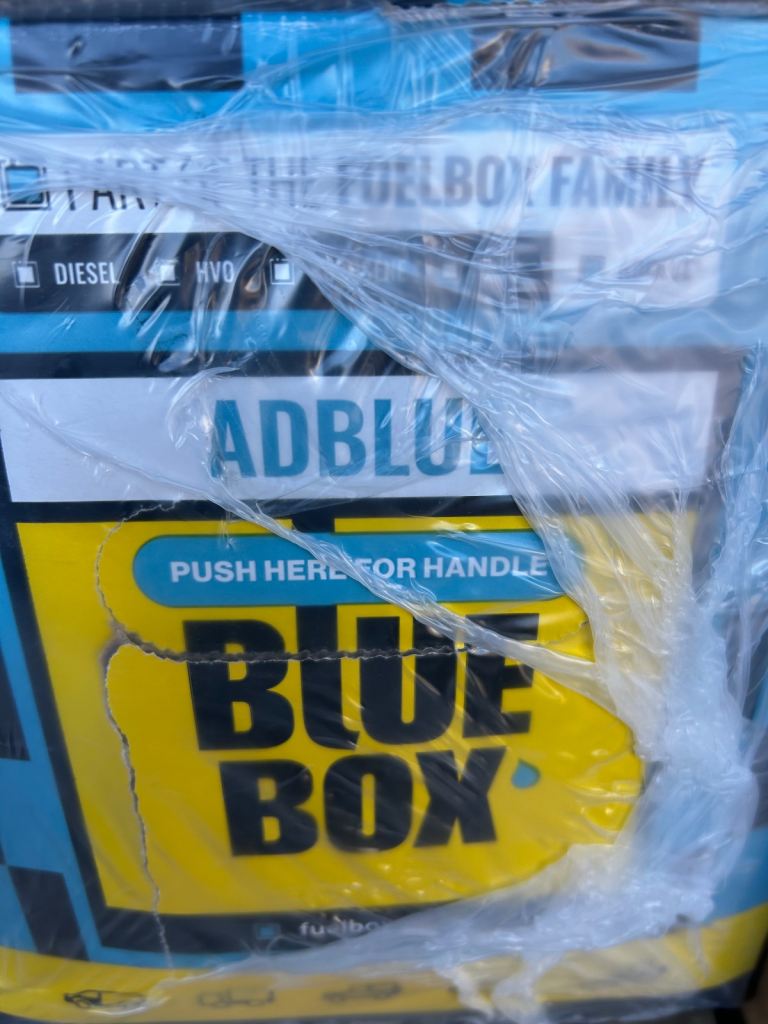 PART OF THE FUELBOX FAMILY
DIESEL HVO
ADBLUE
PUSH HERE FOR HANDLE
BLUE
BOX